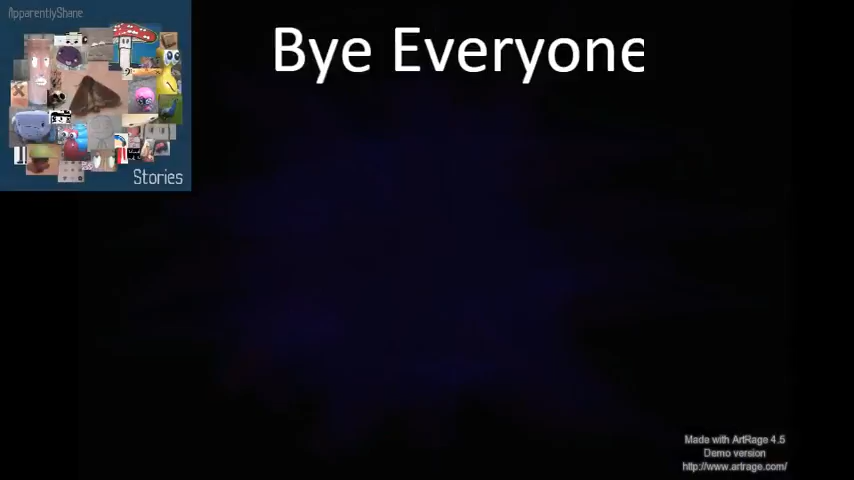 ApparentlyShane
Bye Everyone
Stories
Made with ArtRage 4.5
Demo version
http://www.artrage.com/